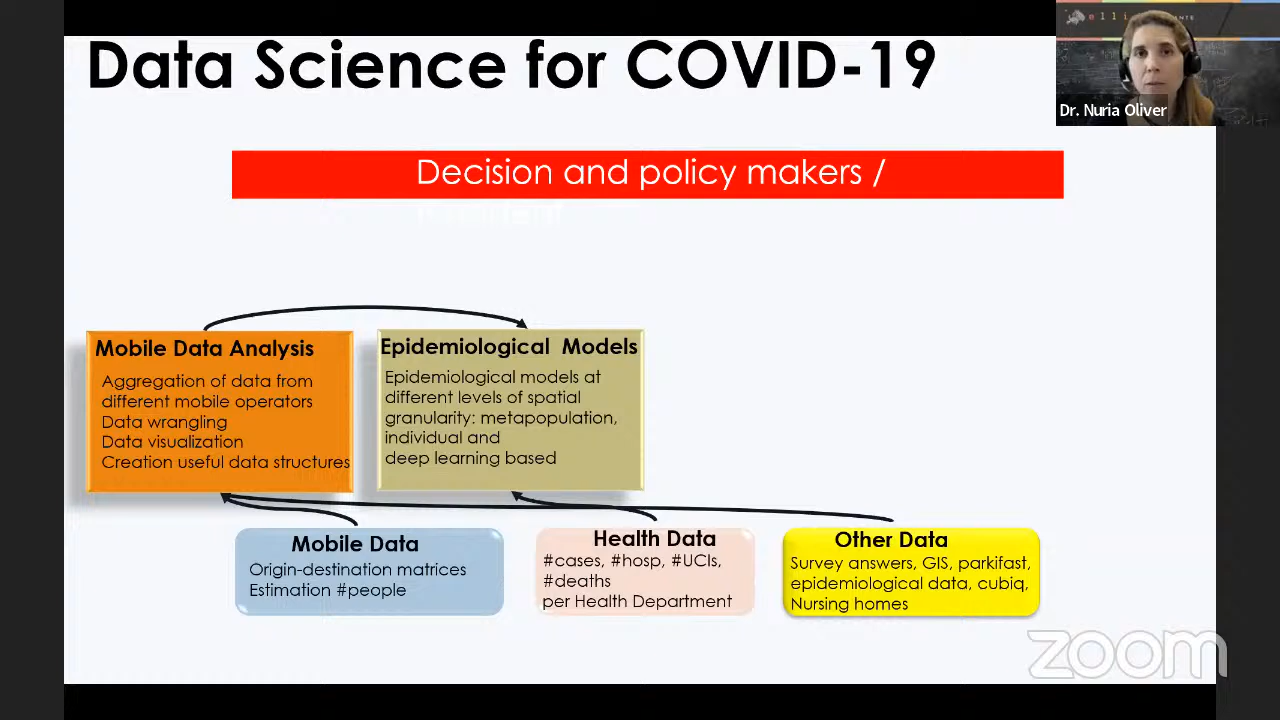 Data Science for COVID-19
Dr. Nuria Oliver
Decision and policy makers /
Mobile Data Analysis
Aggregation of data from
different mobile operators
Data wrangling
Data visualization
Creation useful data structures
Epidemiological Models
Epidemiological models at
different levels of spatial
granularity: metapopulation,
individual and
deep learning based
Mobile Data
Origin-destination matrices
Estimation #people
Health Data
#cases, #hosp, #UCIs,
#deaths
per Health Department
Other Data
Survey answers, GIS, parkifast,
epidemiological data, cubiq,
Nursing homes
zoom